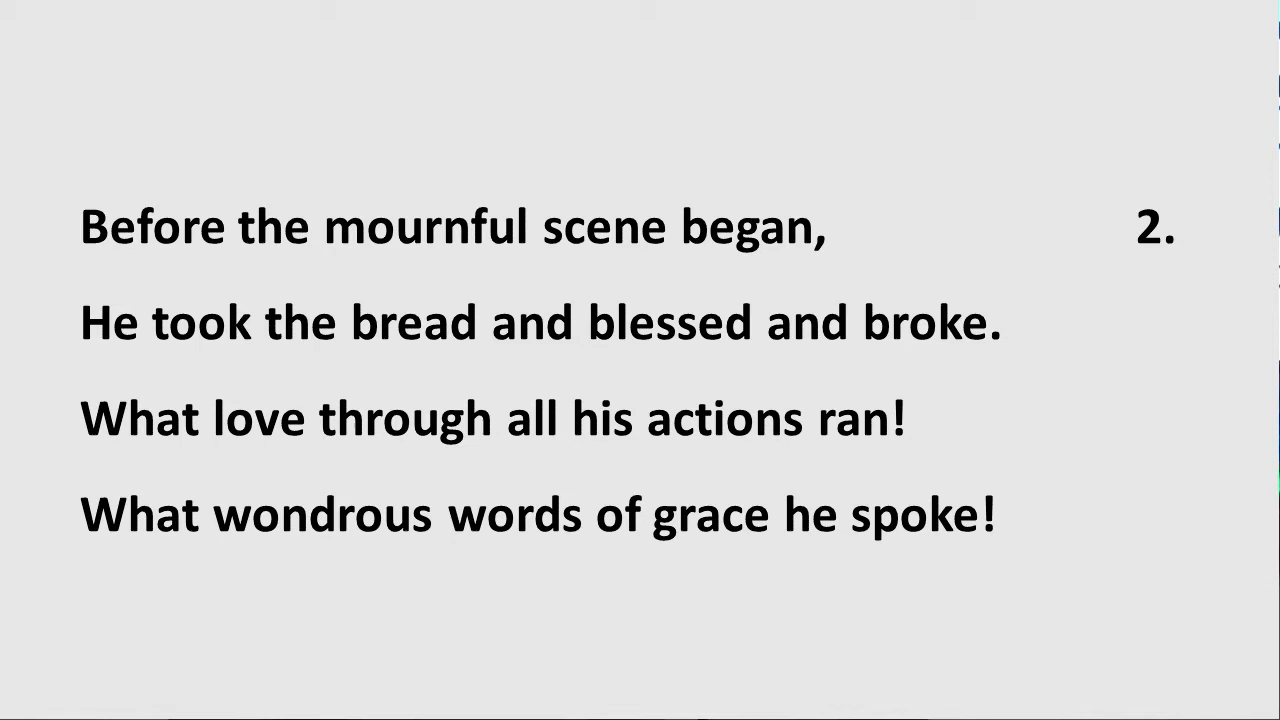 Before the mournful scene began, 2.
He took the bread and blessed and broke.
What love through all his actions ran!
What wondrous words of grace he spoke!